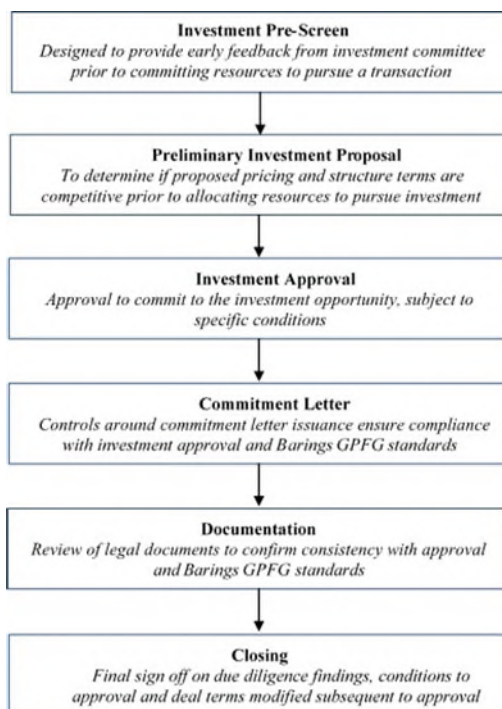 Investment Pre-Screen
Designed to provide early feedback from investment committee
prior to committing resources to pursue a transaction
Preliminary Investment Proposal
To determine if proposed pricing and structure terms are
competitive prior to allocating resources to pursue investment
Investment Approval
Approval to commit to the investment opportunity, subject to
specific conditions
Commitment Letter
Controls around commitment letter issuance ensure compliance
with investment approval and Barings GPFG standards
Documentation
Review of legal documents to confirm consistency with approval
and Barings GPFG standards
Closing
Final sign off on due diligence findings, conditions to
approval and deal terms modified subsequent to approval